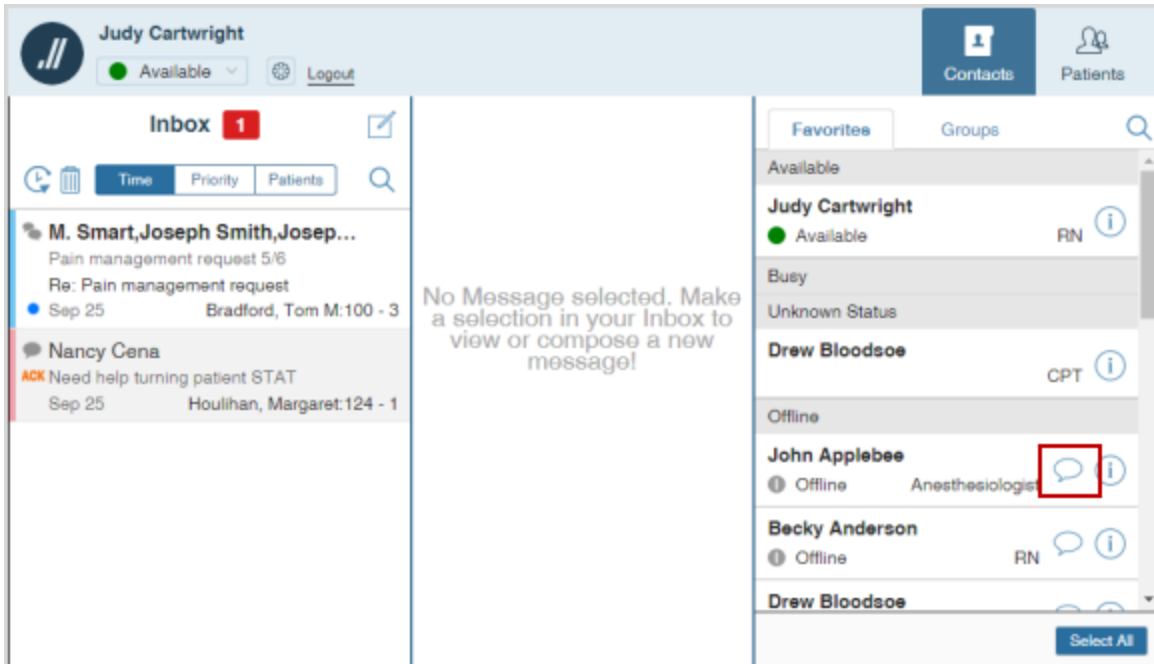 Judy Cartwright
Available
Logout
Contacts
Patients
Inbox 1
Time Priority Patients
M. Smart,Joseph Smith,Josep...
Pain management request 5/6
Re: Pain management request
Sep 25 Bradford, Tom M:100 - 3
Nancy Cena
ACK Need help turning patient STAT
Sep 25 Houlihan, Margaret:124 - 1
No Message selected. Make
a selection in your Inbox to
view or compose a new
message!
Favorites Groups
Available
Judy Cartwright
Available RN
Busy
Unknown Status
Drew Bloodsoe
CPT
Offline
John Applebee
Offline Anesthesiologist
Becky Anderson
Offline RN
Drew Bloodsoe
Select All